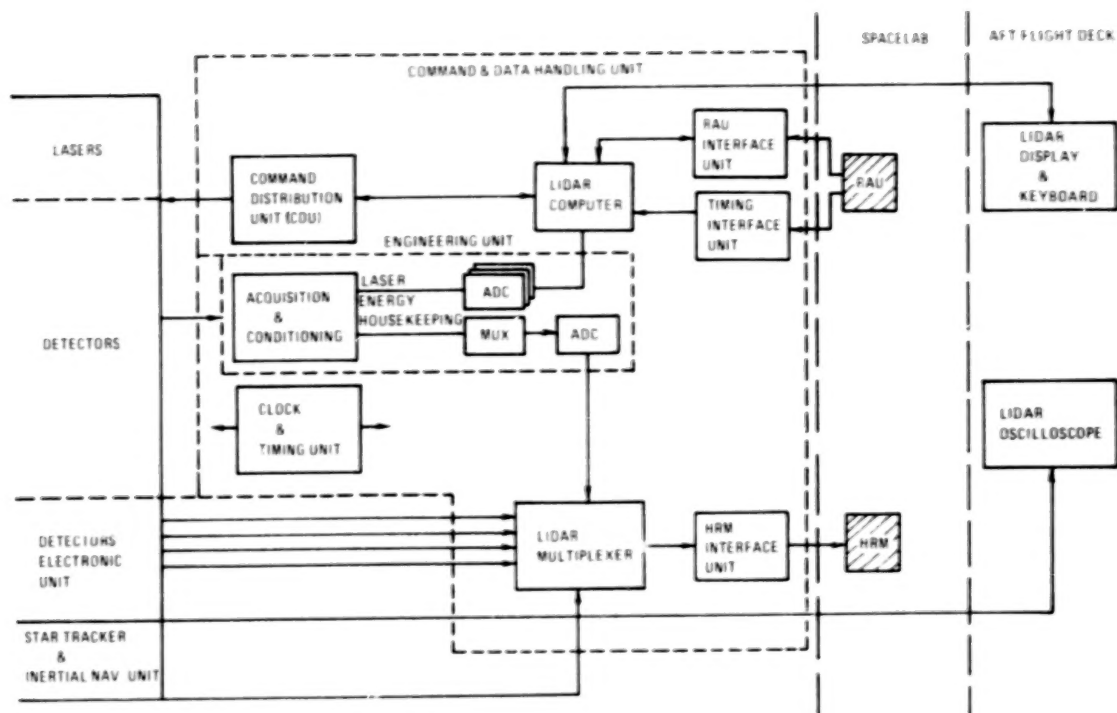 SPACELAB
AFT FLIGHT DECK
COMMAND & DATA HANDLING UNIT
LASERS
COMMAND
DISTRIBUTION
UNIT (CDU)
LIDAR
COMPUTER
RAU
INTERFACE
UNIT
TIMING
INTERFACE
UNIT
RAU
LIDAR
DISPLAY
&
KEYBOARD
ENGINEERING UNIT
DETECTORS
ACQUISITION
&
CONDITIONING
LASER
ENERGY
HOUSEKEEPING
ADC
MUX
ADC
CLOCK
&
TIMING UNIT
LIDAR
OSCILLOSCOPE
DETECTORS
ELECTRONIC
UNIT
LIDAR
MULTIPLEXER
HRM
INTERFACE
UNIT
HRM
STAR TRACKER
&
INERTIAL NAV UNIT